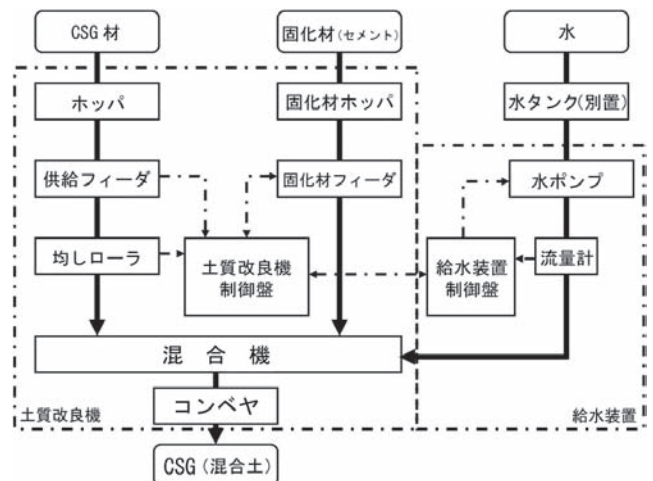 CSG 材
固化材(セメント)
水
ホッパ
固化材ホッパ
水タンク(別置)
供給フィーダ
固化材フィーダ
水ポンプ
均しローラ
土質改良機
制御盤
給水装置
制御盤
流量計
混 合 機
コンベヤ
土質改良機
給水装置
CSG (混合土)